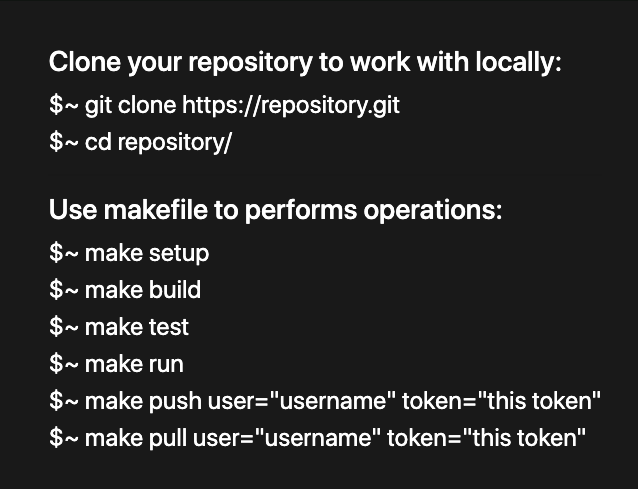 Clone your repository to work with locally:
$~ git clone https://repository.git
$~ cd repository/
Use makefile to performs operations:
$~ make setup
$~ make build
$~ make test
$~ make run
$~ make push user="username" token="this token"
$~ make pull user="username" token="this token"